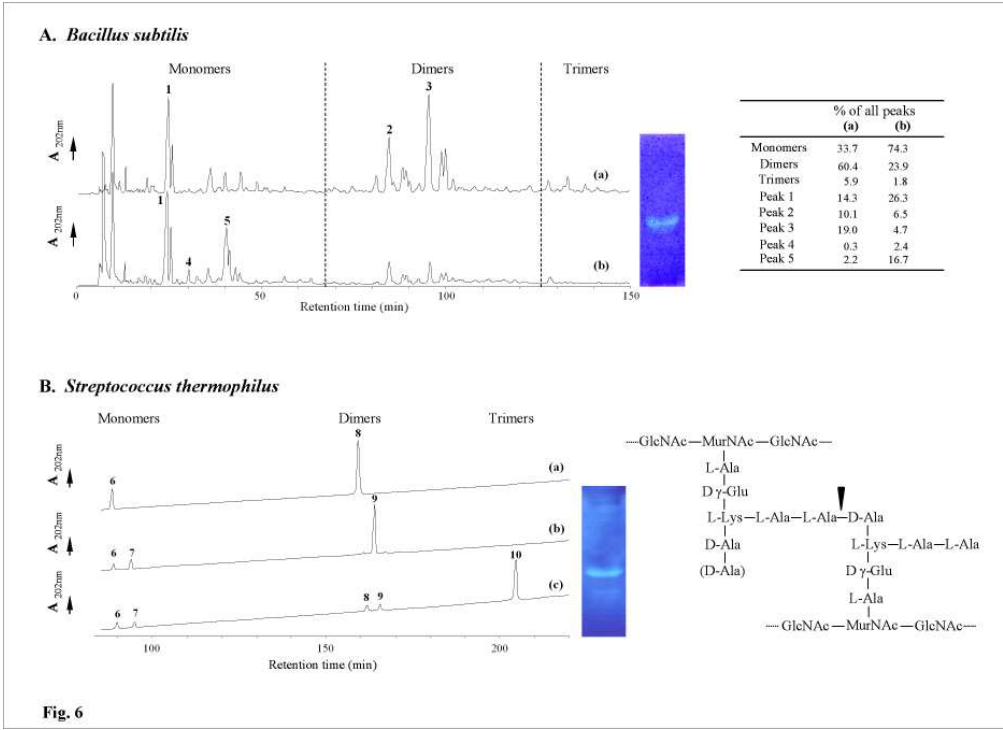 A. Bacillus subtilis
Monomers Dimers Trimers
1 2 3
A 202nm
(a)
1 4 5
A 202nm
(b)
0 50 100 150
Retention time (min)
% of all peaks
(a) (b)
Monomers 33.7 74.3
Dimers 60.4 23.9
Trimers 5.9 1.8
Peak 1 14.3 26.3
Peak 2 10.1 6.5
Peak 3 19.0 4.7
Peak 4 0.3 2.4
Peak 5 2.2 16.7
B. Streptococcus thermophilus
Monomers Dimers Trimers
A 202nm
6 8 (a)
A 202nm
6 7 9 (b)
A 202nm
6 7 8 9 10 (c)
100 150 200
Retention time (min)
GlcNAc—MurNAc—GlcNAc
L-Ala
D γ-Glu
L-Lys—L-Ala—L-Ala—D-Ala
D-Ala L-Lys—L-Ala—L-Ala
(D-Ala) D γ-Glu
L-Ala
GlcNAc—MurNAc—GlcNAc
Fig. 6